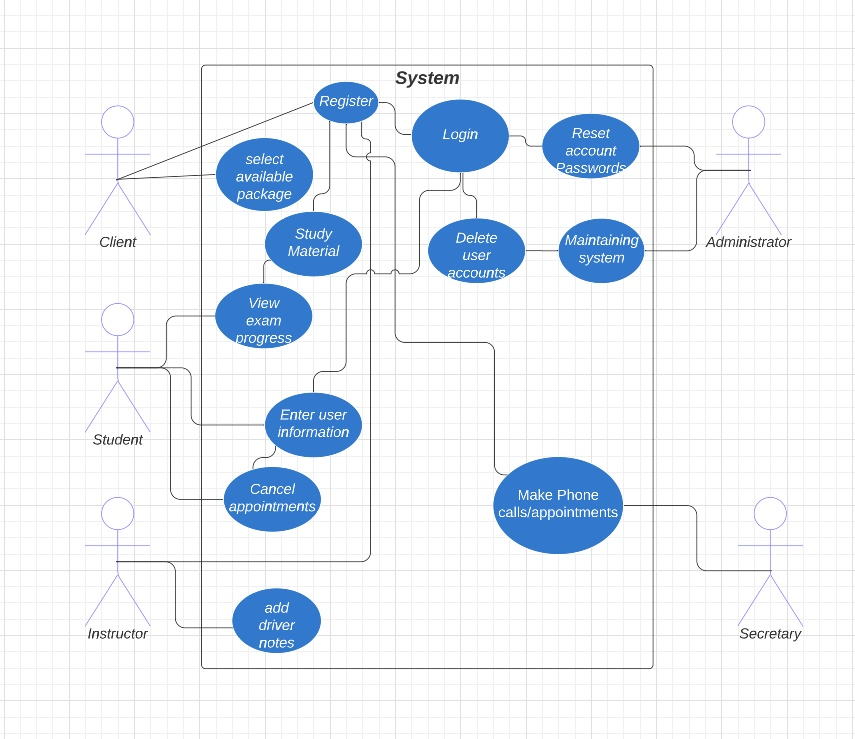 System
Register
Login
Reset
account
Passwords
select
available
package
Client
Study
Material
Delete
user
accounts
Maintaining
system
Administrator
View
exam
progress
Student
Enter user
information
Cancel
appointments
Make Phone
calls/appointments
Instructor
add
driver
notes
Secretary